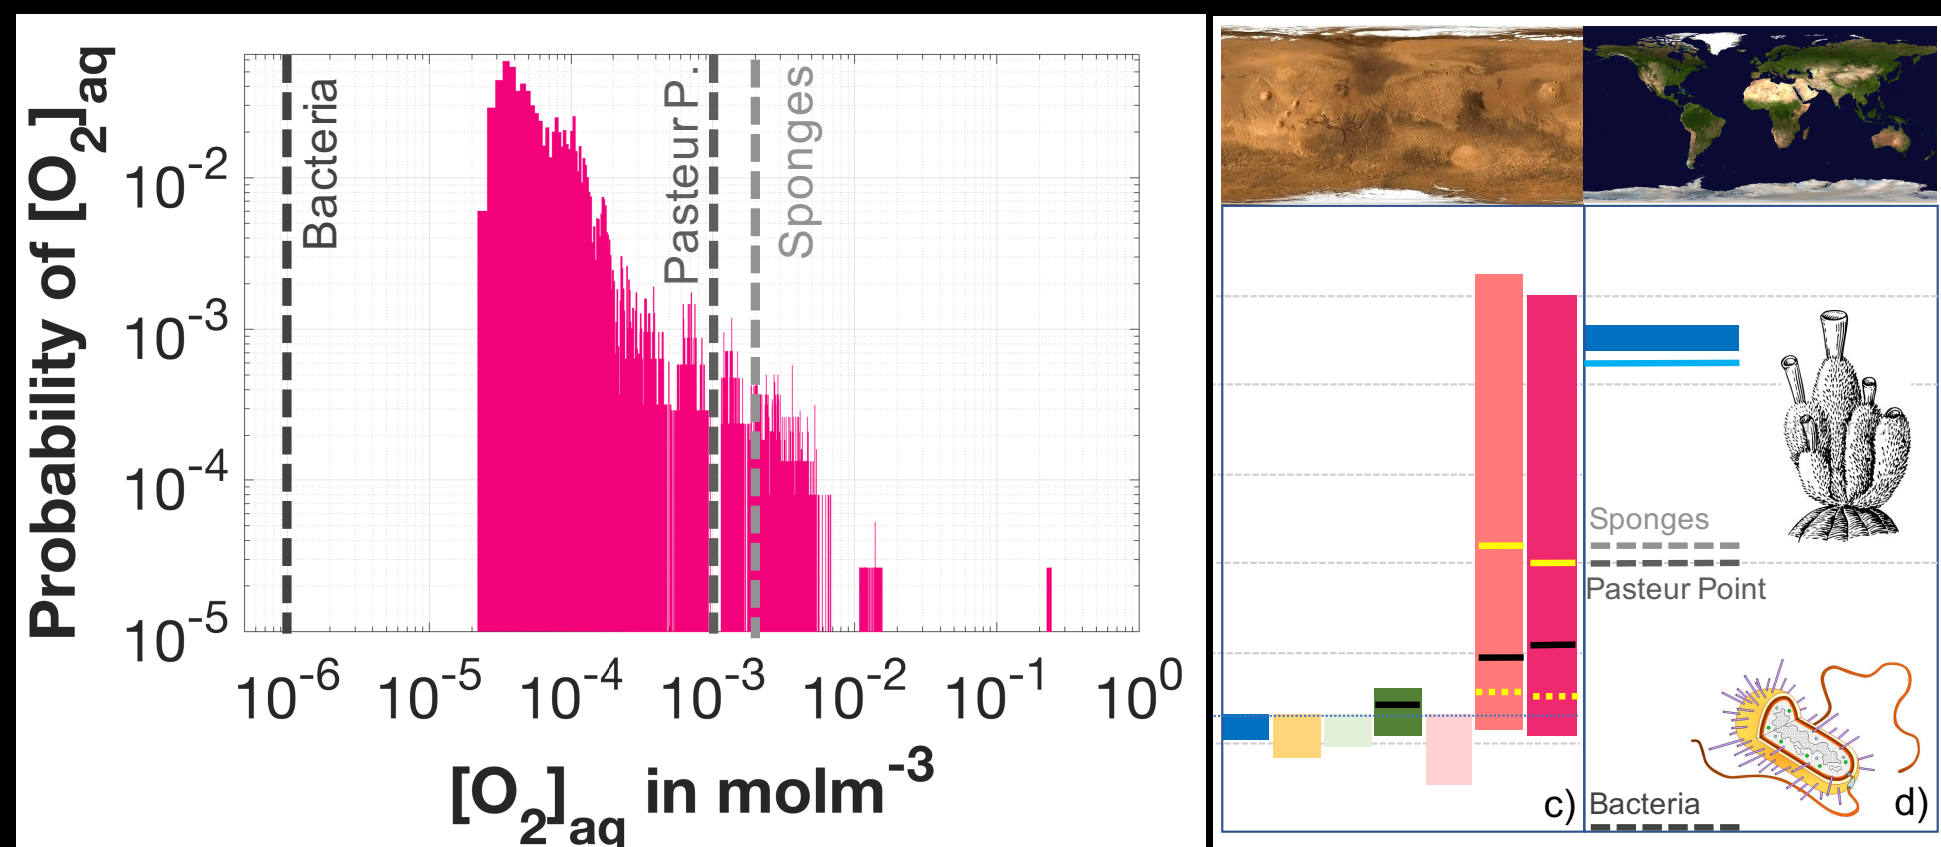 Probability of [O2]aq
10-2
10-3
10-4
10-5
Bacteria
Pasteur P.
Sponges
10-6
10-5
10-4
10-3
10-2
10-1
100
[O2]aq in molm-3
Sponges
Pasteur Point
Bacteria
c)
d)